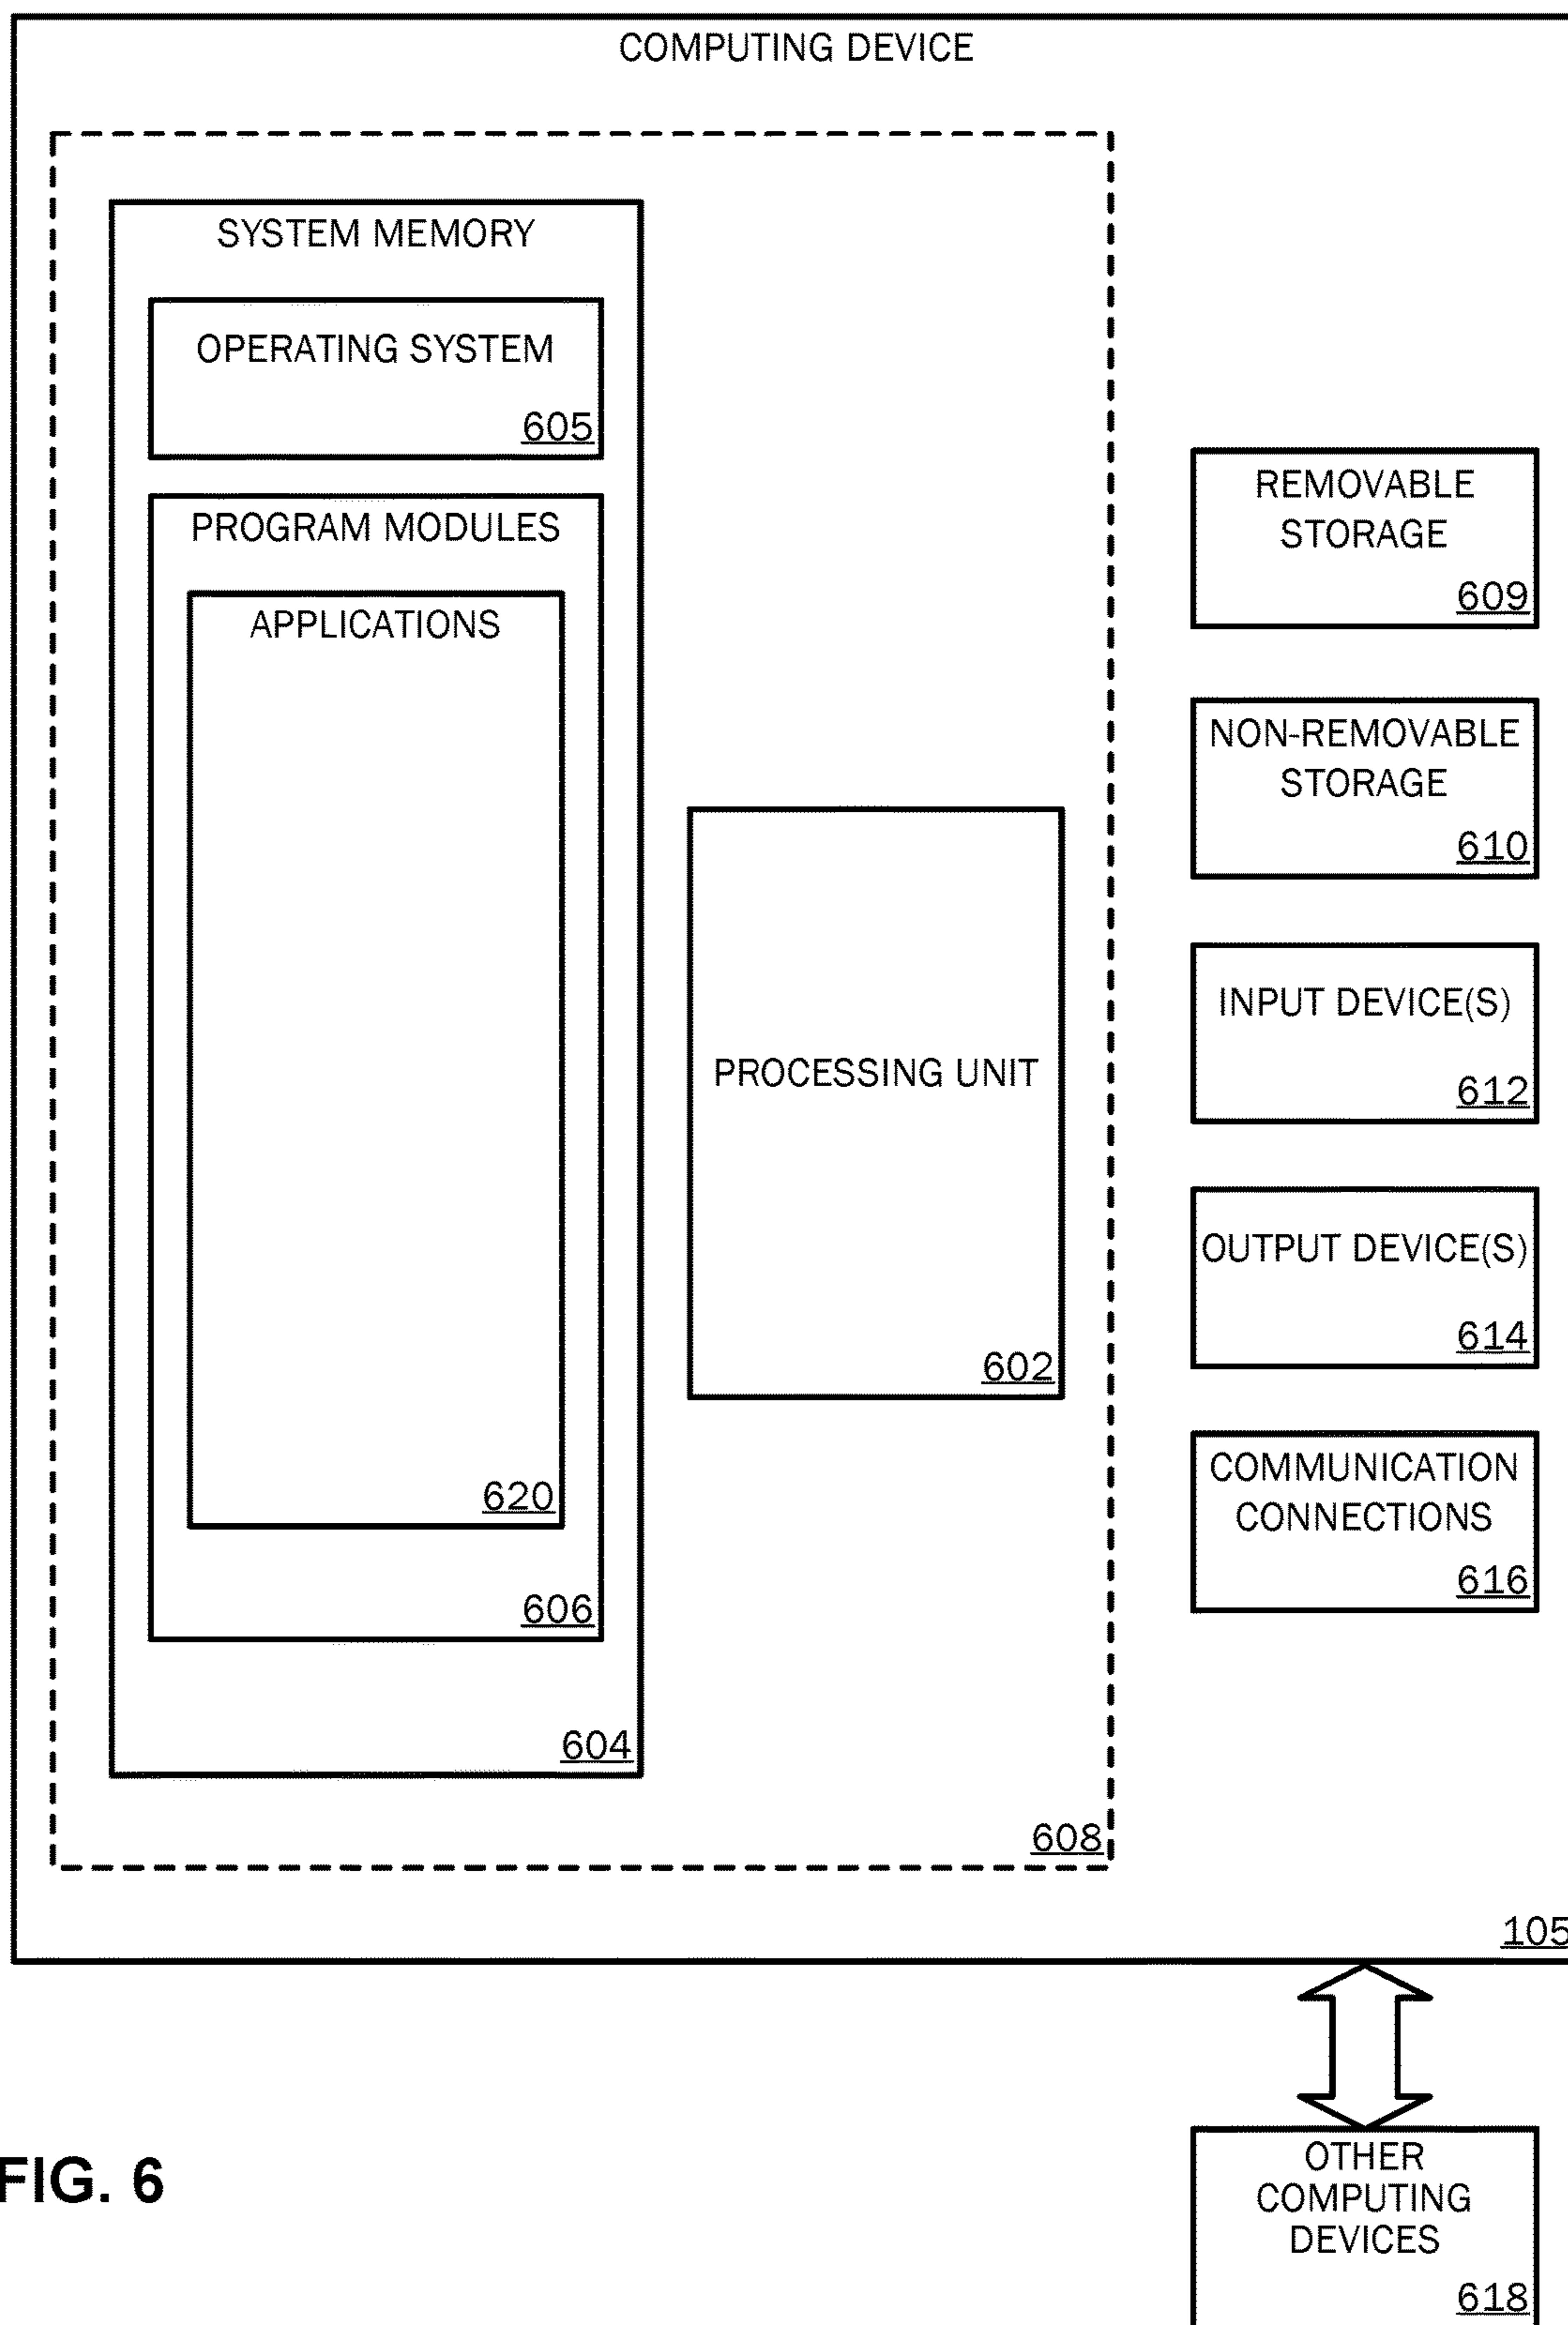 COMPUTING DEVICE
SYSTEM MEMORY
OPERATING SYSTEM
605
PROGRAM MODULES
APPLICATIONS
620
606
604
PROCESSING UNIT
602
608
REMOVABLE
STORAGE
609
NON-REMOVABLE
STORAGE
610
INPUT DEVICE(S)
612
OUTPUT DEVICE(S)
614
COMMUNICATION
CONNECTIONS
616
105
OTHER
COMPUTING
DEVICES
618
FIG. 6